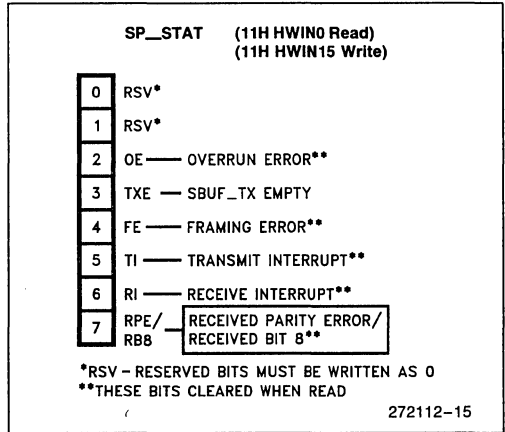 SP__STAT (11H HWIN0 Read)
(11H HWIN15 Write)
0 RSV*
1 RSV*
2 OE — OVERRUN ERROR**
3 TXE — SBUF_TX EMPTY
4 FE — FRAMING ERROR**
5 TI — TRANSMIT INTERRUPT**
6 RI — RECEIVE INTERRUPT**
7 RPE/ RB8 — RECEIVED PARITY ERROR/
RECEIVED BIT 8**
*RSV – RESERVED BITS MUST BE WRITTEN AS 0
**THESE BITS CLEARED WHEN READ
272112–15